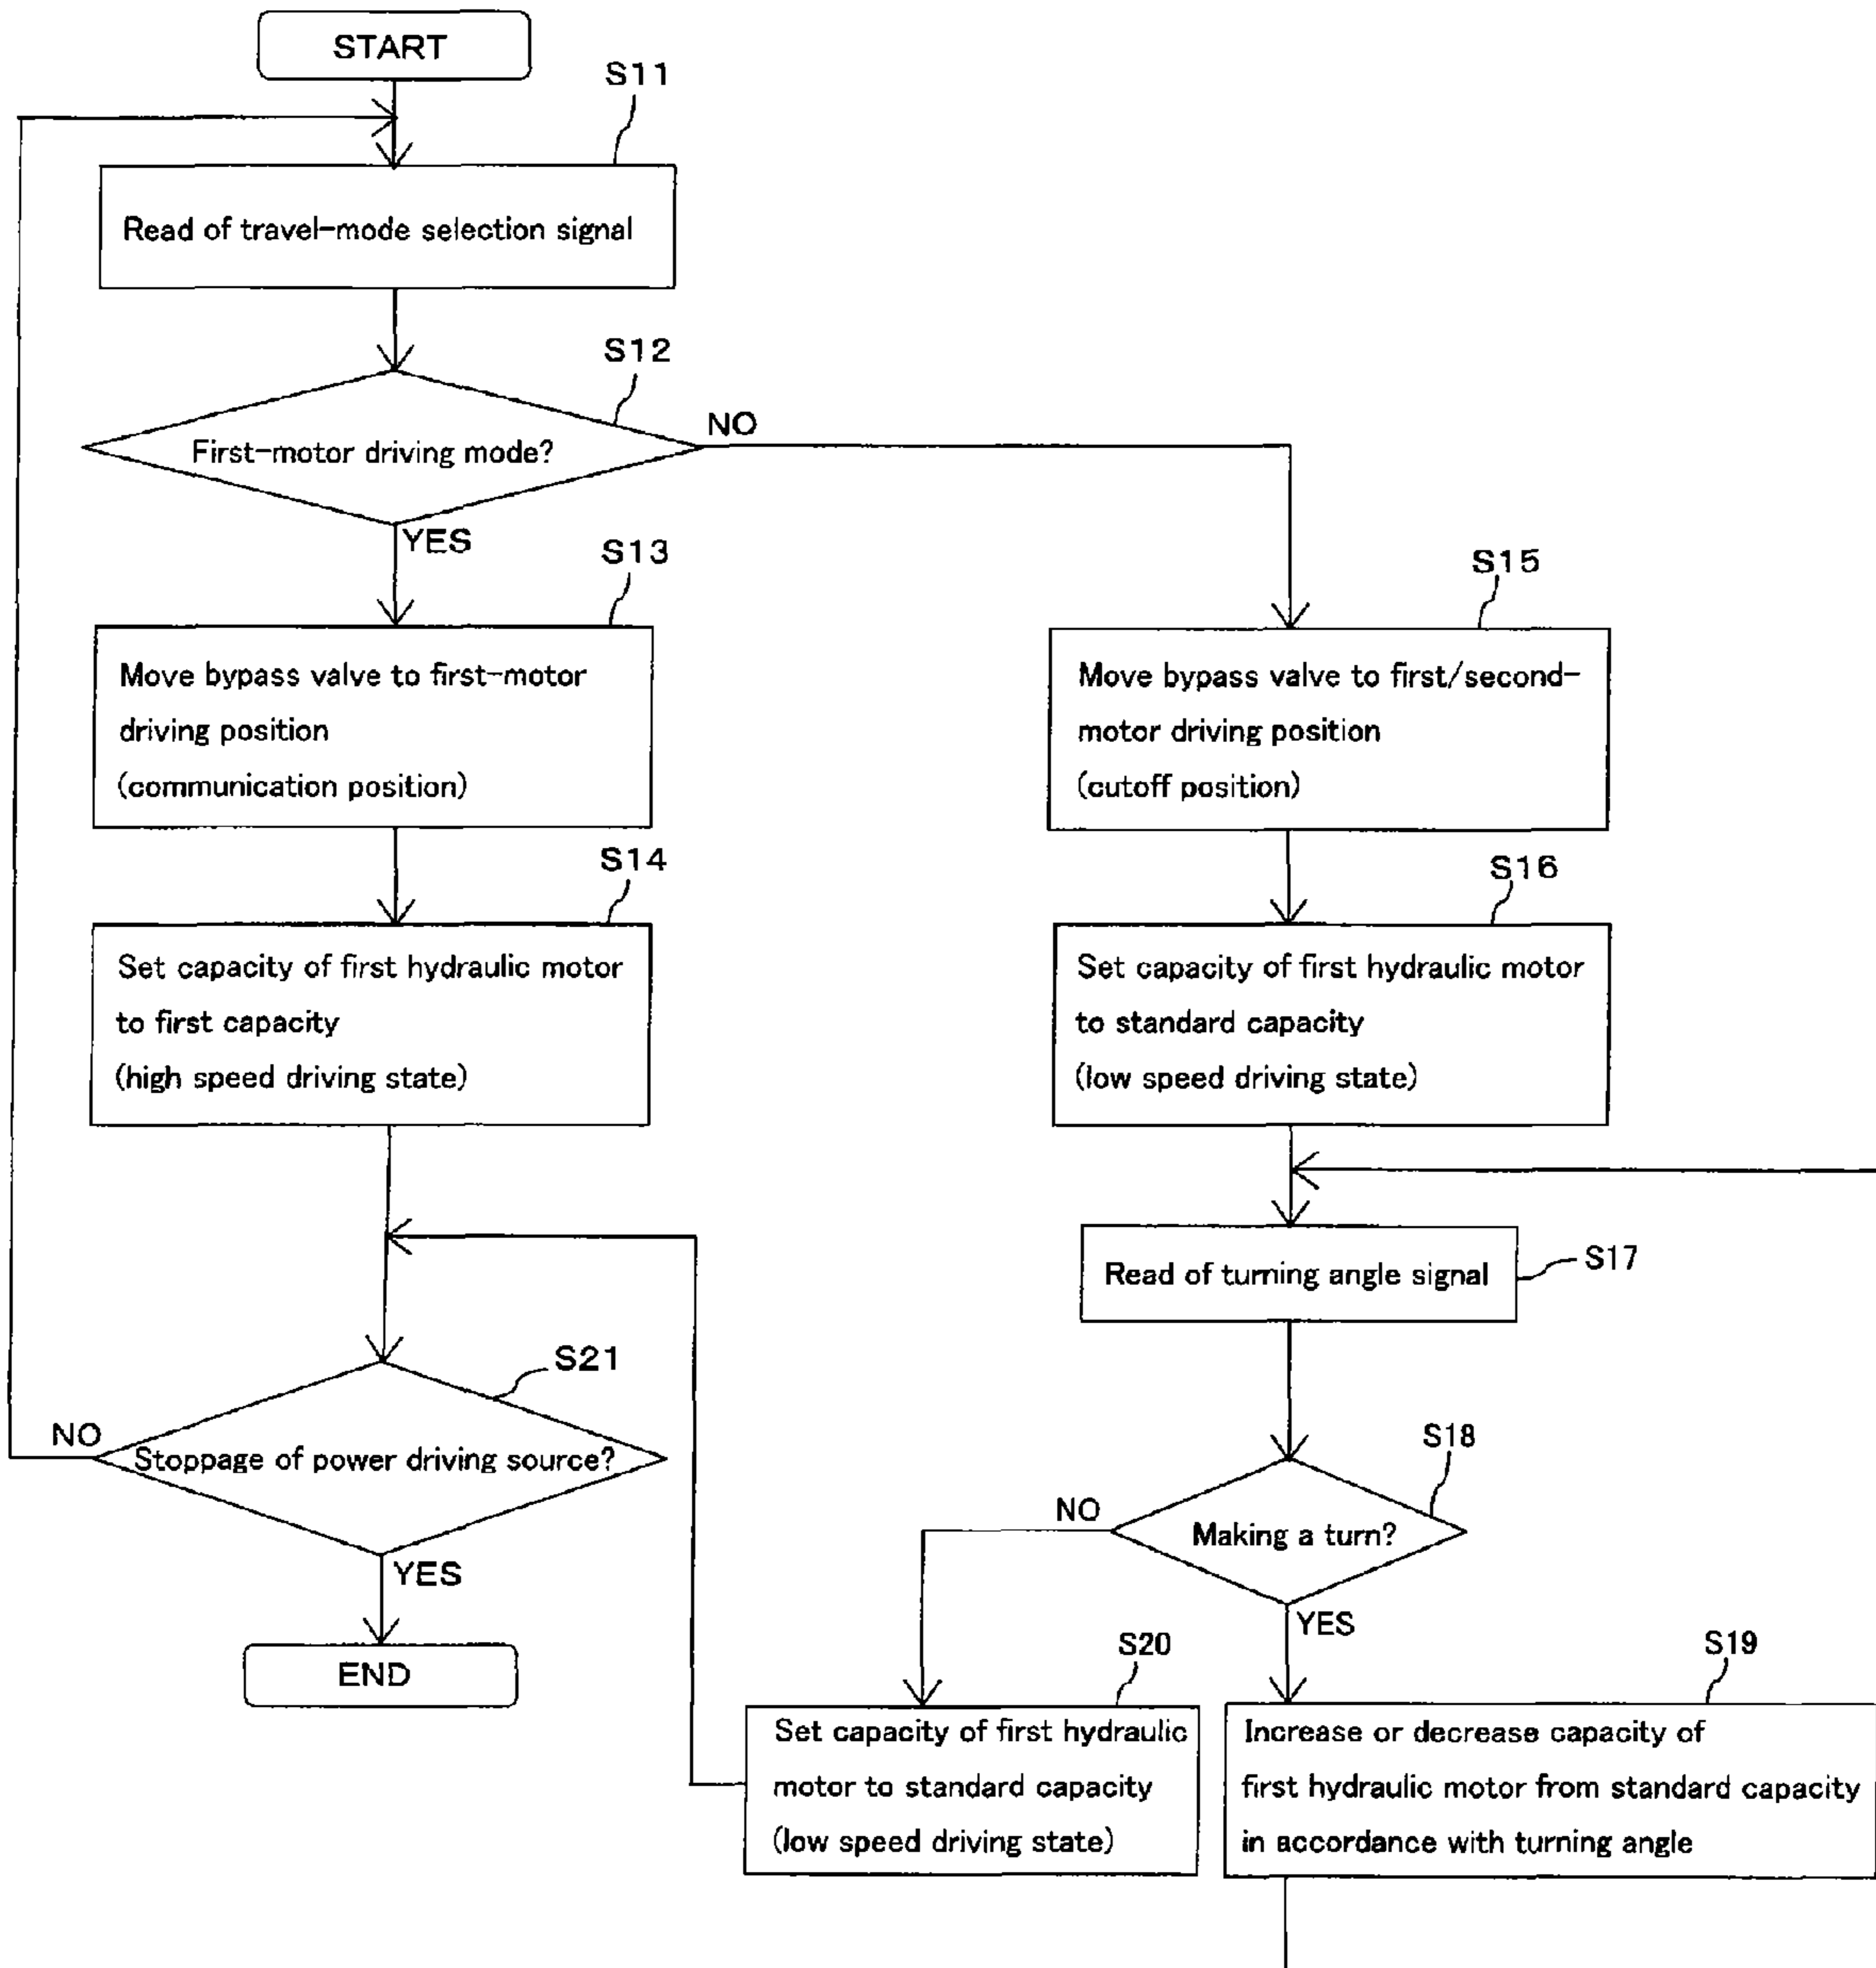 START
S11
Read of travel-mode selection signal
S12
First-motor driving mode?
NO
YES
S13
Move bypass valve to first-motor
driving position
(communication position)
S14
Set capacity of first hydraulic motor
to first capacity
(high speed driving state)
S15
Move bypass valve to first/second-
motor driving position
(cutoff position)
S16
Set capacity of first hydraulic motor
to standard capacity
(low speed driving state)
Read of turning angle signal
S17
S18
Making a turn?
NO
YES
S19
Increase or decrease capacity of
first hydraulic motor from standard capacity
in accordance with turning angle
S20
Set capacity of first hydraulic
motor to standard capacity
(low speed driving state)
S21
Stoppage of power driving source?
NO
YES
END